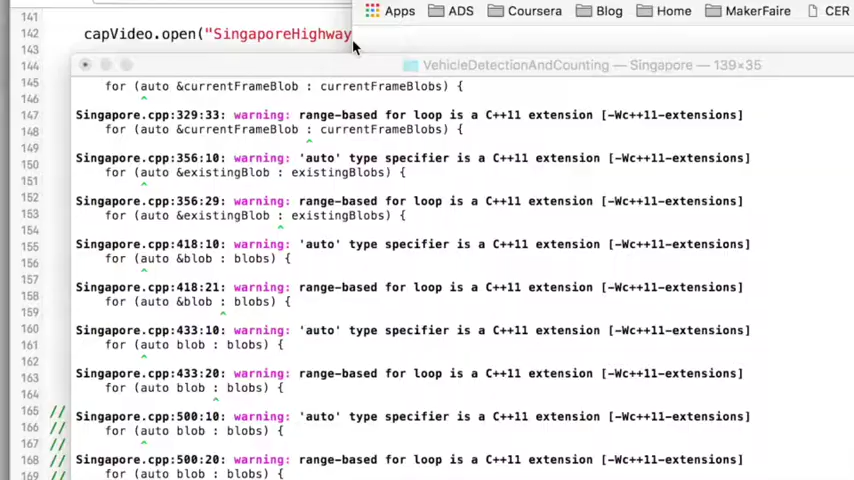 Apps ADS Coursera Blog Home MakerFaire CER
141
142 capVideo.open("SingaporeHighway
143
144 VehicleDetectionAndCounting — Singapore — 139×35
145 for (auto &currentFrameBlob : currentFrameBlobs) {
146 ^
147 Singapore.cpp:329:33: warning: range-based for loop is a C++11 extension [-Wc++11-extensions]
148 for (auto &currentFrameBlob : currentFrameBlobs) {
149 ^
150 Singapore.cpp:356:10: warning: 'auto' type specifier is a C++11 extension [-Wc++11-extensions]
151 for (auto &existingBlob : existingBlobs) {
152 ^
153 Singapore.cpp:356:29: warning: range-based for loop is a C++11 extension [-Wc++11-extensions]
for (auto &existingBlob : existingBlobs) {
154 ^
155 Singapore.cpp:418:10: warning: 'auto' type specifier is a C++11 extension [-Wc++11-extensions]
156 for (auto &blob : blobs) {
^
157 Singapore.cpp:418:21: warning: range-based for loop is a C++11 extension [-Wc++11-extensions]
158 for (auto &blob : blobs) {
159 ^
160 Singapore.cpp:433:10: warning: 'auto' type specifier is a C++11 extension [-Wc++11-extensions]
161 for (auto blob : blobs) {
162 ^
163 Singapore.cpp:433:20: warning: range-based for loop is a C++11 extension [-Wc++11-extensions]
164 for (auto blob : blobs) {
^
165 // Singapore.cpp:500:10: warning: 'auto' type specifier is a C++11 extension [-Wc++11-extensions]
166 // for (auto blob : blobs) {
167 // ^
168 // Singapore.cpp:500:20: warning: range-based for loop is a C++11 extension [-Wc++11-extensions]
169 // for (auto blob : blobs) {